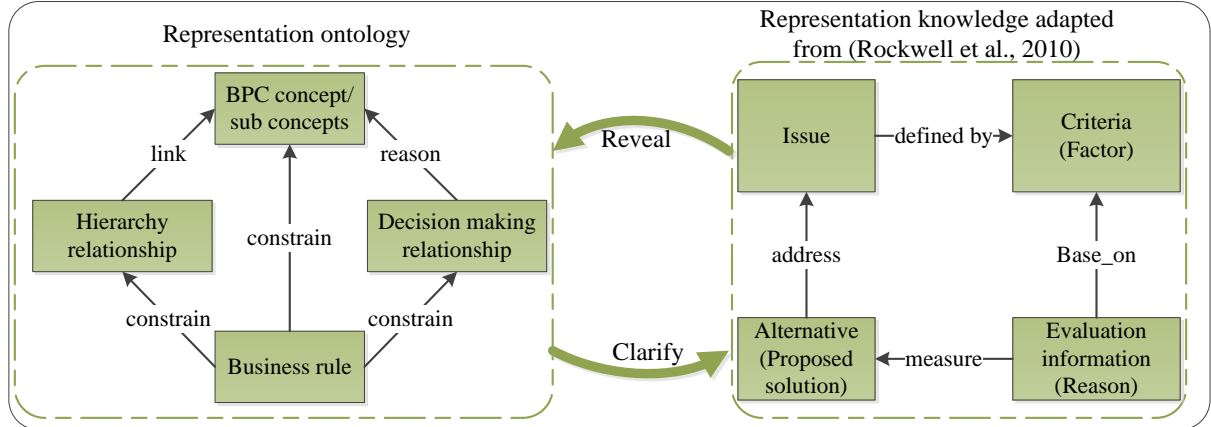 Representation ontology
BPC concept/
sub concepts
link
reason
Hierarchy
relationship
constrain
Decision making
relationship
constrain
constrain
Business rule
Reveal
Clarify
Representation knowledge adapted
from (Rockwell et al., 2010)
Issue
defined by
Criteria
(Factor)
address
Base_on
Alternative
(Proposed
solution)
measure
Evaluation
information
(Reason)